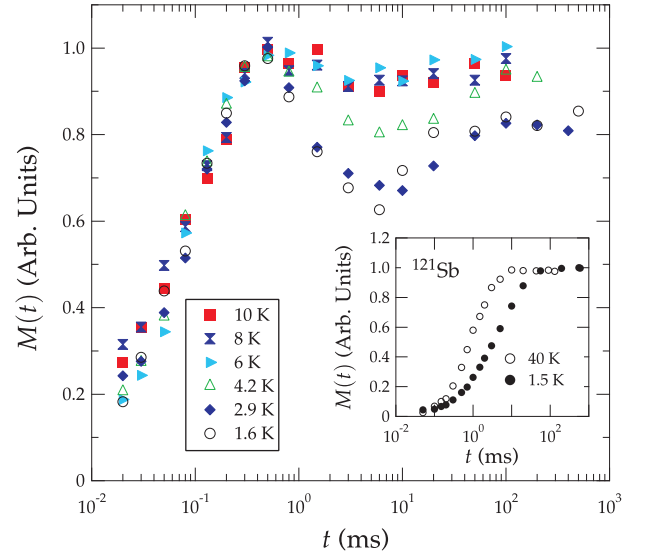 1.0
0.8
0.6
0.4
0.2
0
M(t) (Arb. Units)
10 K
8 K
6 K
4.2 K
2.9 K
1.6 K
10⁻² 10⁻¹ 10⁰ 10¹ 10² 10³
t (ms)
¹²¹Sb
1.2
1.0
0.8
0.6
0.4
0.2
0
M(t) (Arb. Units)
40 K
1.5 K
10⁻² 10⁰ 10²
t (ms)